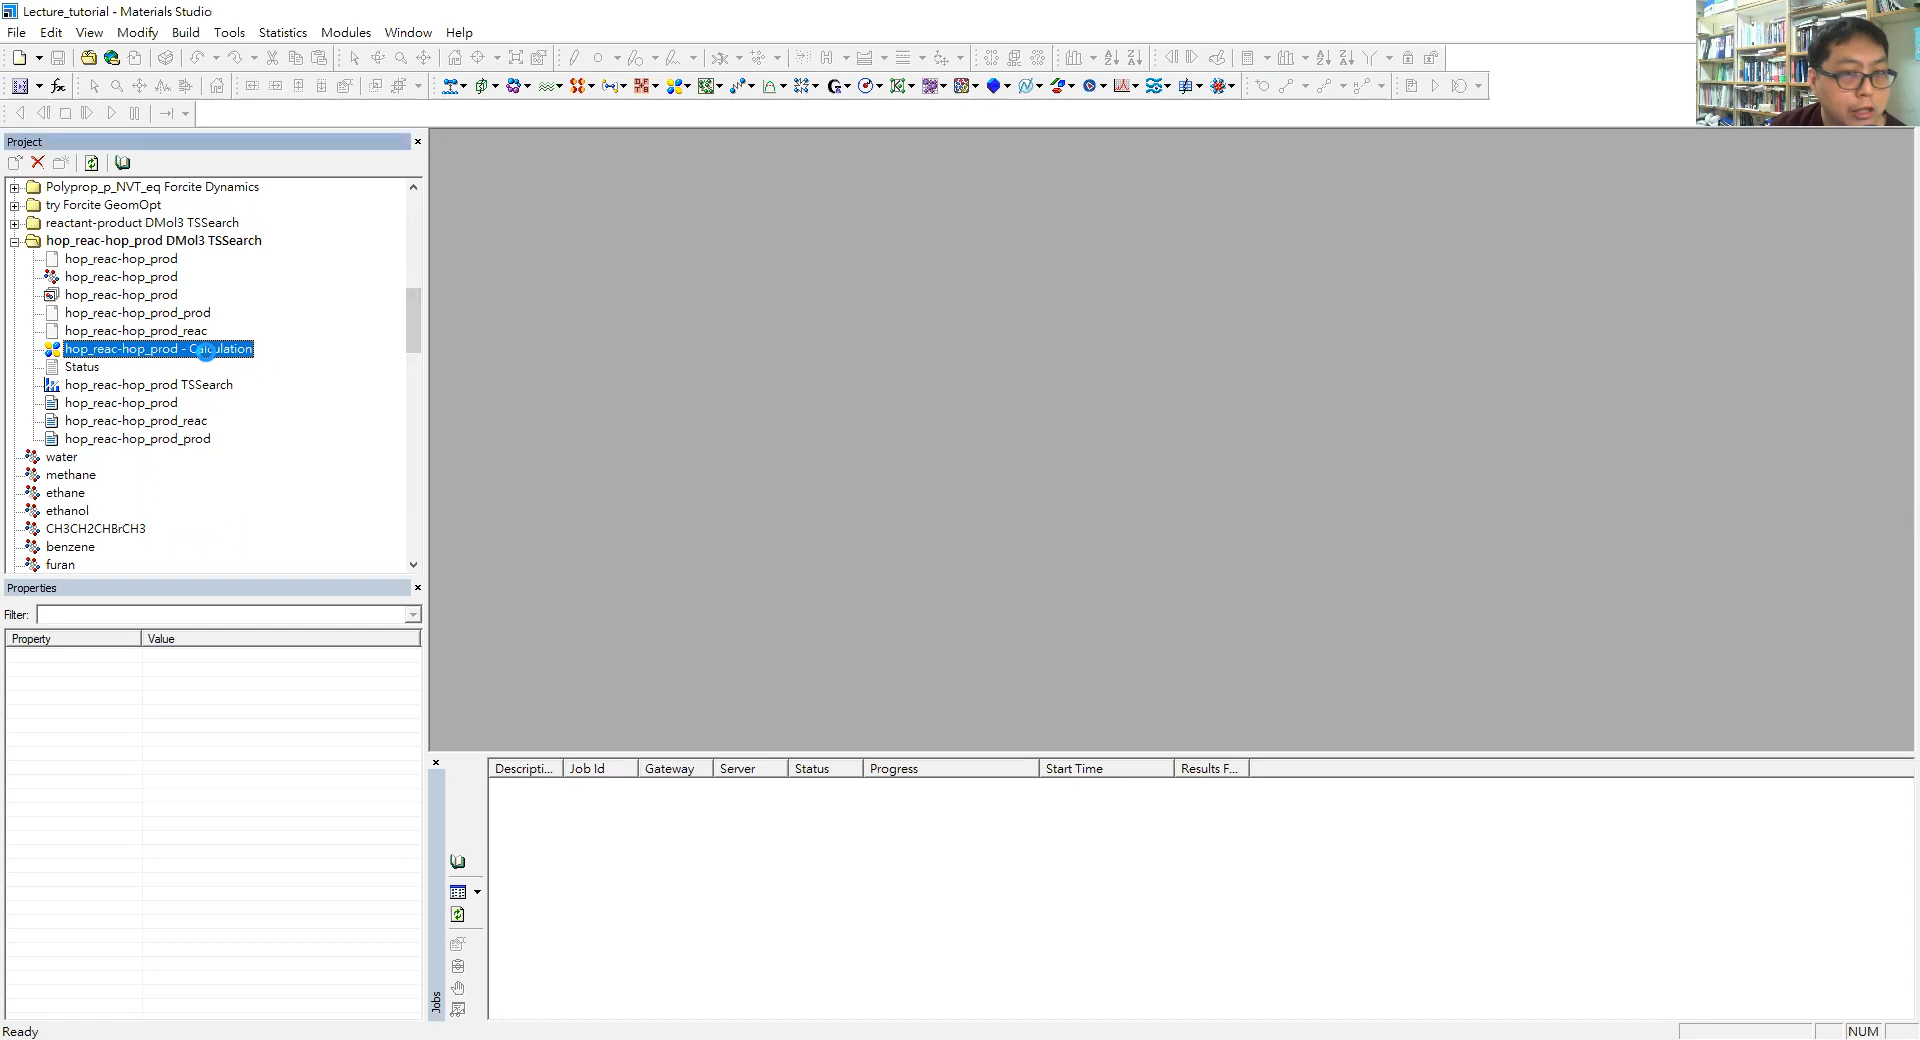 Lecture_tutorial - Materials Studio
File Edit View Modify Build Tools Statistics Modules Window Help
Project
Polyprop_p_NVT_eq Forcite Dynamics
try Forcite GeomOpt
reactant-product DMol3 TSSearch
hop_reac-hop_prod DMol3 TSSearch
hop_reac-hop_prod
hop_reac-hop_prod
hop_reac-hop_prod
hop_reac-hop_prod_prod
hop_reac-hop_prod_reac
hop_reac-hop_prod - Calculation
Status
hop_reac-hop_prod TSSearch
hop_reac-hop_prod
hop_reac-hop_prod_reac
hop_reac-hop_prod_prod
water
methane
ethane
ethanol
CH3CH2CHBrCH3
benzene
furan
Properties
Filter:
Property Value
Descripti... Job Id Gateway Server Status Progress Start Time Results F...
Jobs
Ready NUM